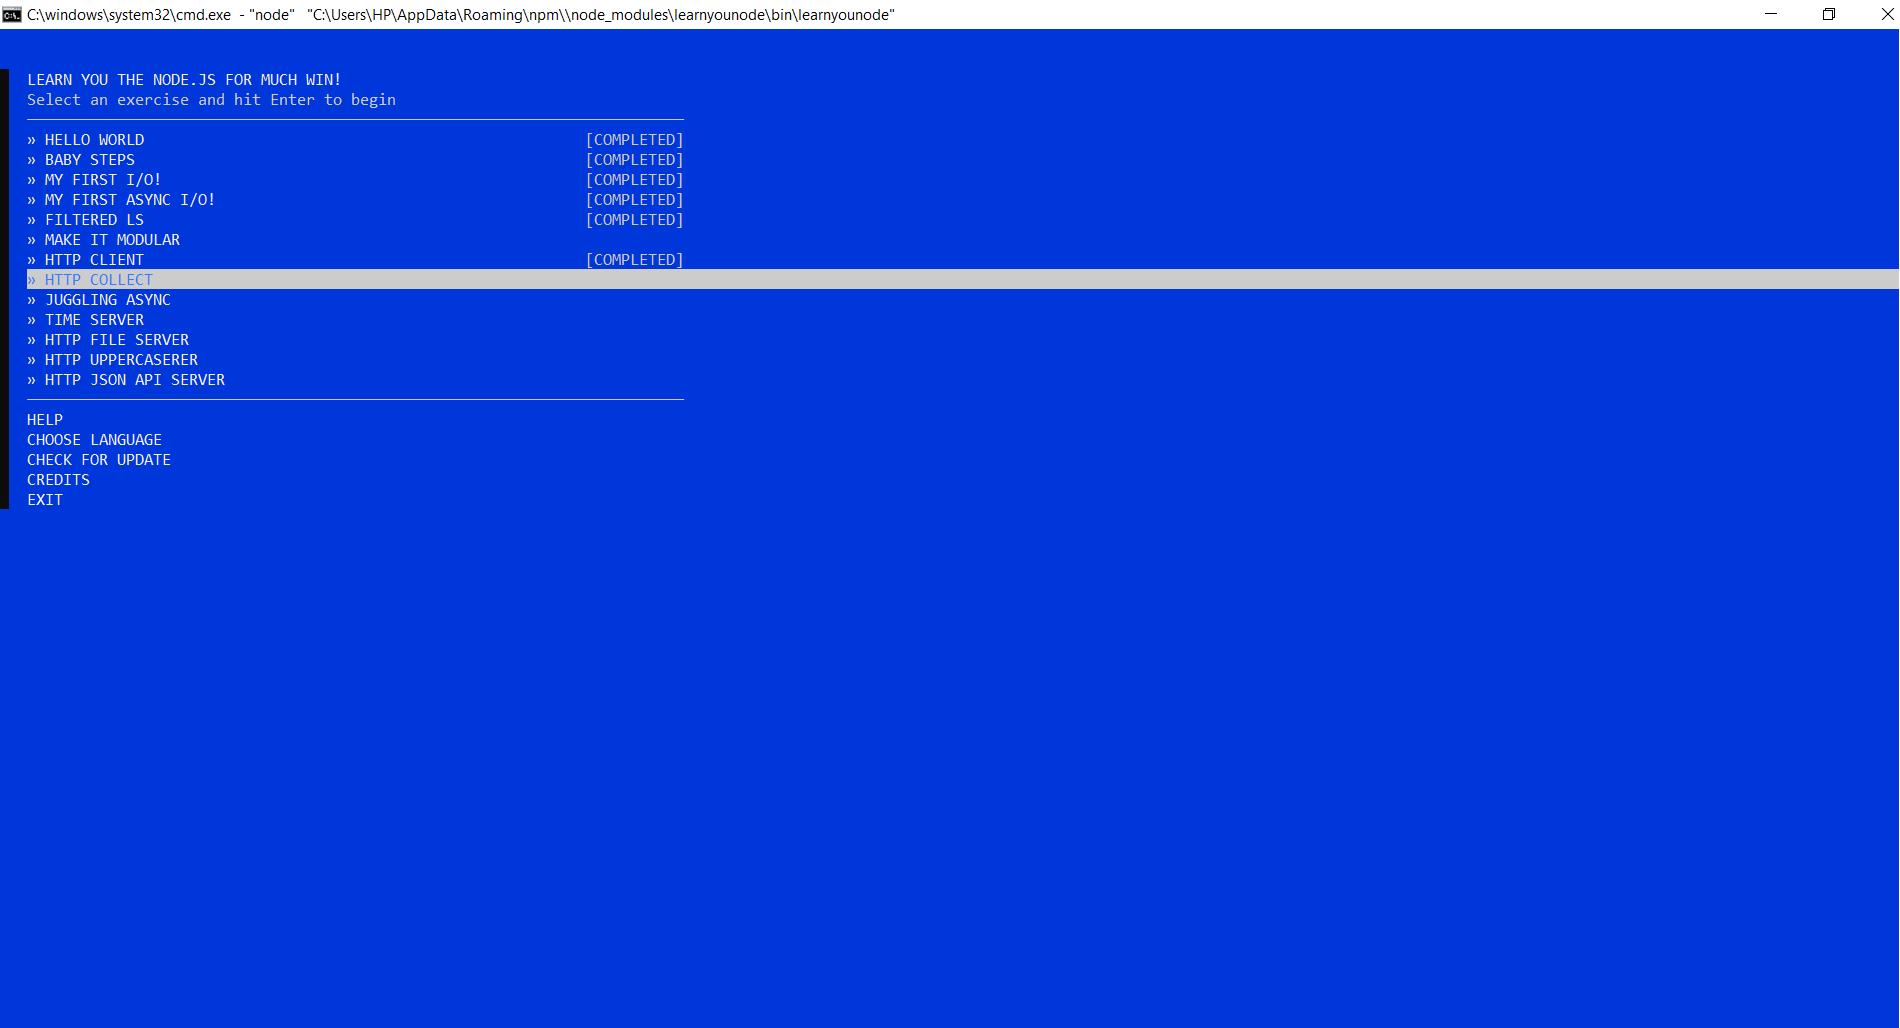 C:\windows\system32\cmd.exe - "node" "C:\Users\HP\AppData\Roaming\npm\\node_modules\learnyounode\bin\learnyounode"
LEARN YOU THE NODE.JS FOR MUCH WIN!
Select an exercise and hit Enter to begin
» HELLO WORLD [COMPLETED]
» BABY STEPS [COMPLETED]
» MY FIRST I/O! [COMPLETED]
» MY FIRST ASYNC I/O! [COMPLETED]
» FILTERED LS [COMPLETED]
» MAKE IT MODULAR
» HTTP CLIENT [COMPLETED]
» HTTP COLLECT
» JUGGLING ASYNC
» TIME SERVER
» HTTP FILE SERVER
» HTTP UPPERCASERER
» HTTP JSON API SERVER
HELP
CHOOSE LANGUAGE
CHECK FOR UPDATE
CREDITS
EXIT